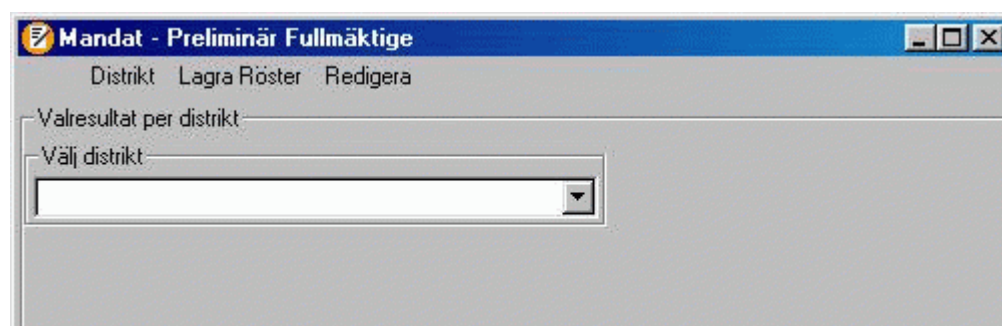 Mandat - Preliminär Fullmäktige
Distrikt Lagra Röster Redigera
Valresultat per distrikt
Välj distrikt